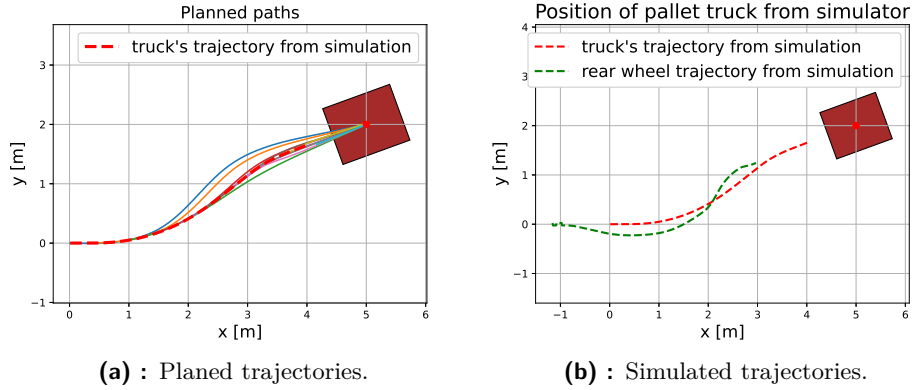 Planned paths
truck's trajectory from simulation
3
2
1
0
−1
y [m]
0 1 2 3 4 5 6
x [m]
(a) : Planed trajectories.
Position of pallet truck from simulator
4
truck's trajectory from simulation
rear wheel trajectory from simulation
3
2
1
0
−1
y [m]
−1 0 1 2 3 4 5 6
x [m]
(b) : Simulated trajectories.